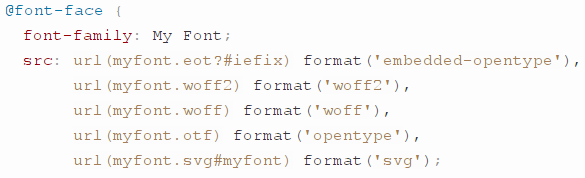 @font-face {
font-family: My Font;
src: url(myfont.eot?#iefix) format('embedded-opentype'),
url(myfont.woff2) format('woff2'),
url(myfont.woff) format('woff'),
url(myfont.otf) format('opentype'),
url(myfont.svg#myfont) format('svg');